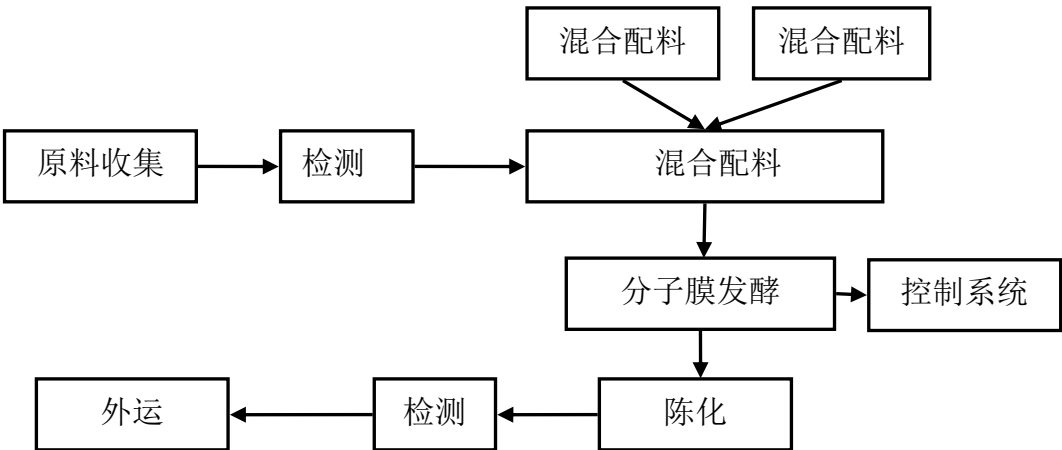 混合配料
混合配料
原料收集
检测
混合配料
分子膜发酵
控制系统
外运
检测
陈化